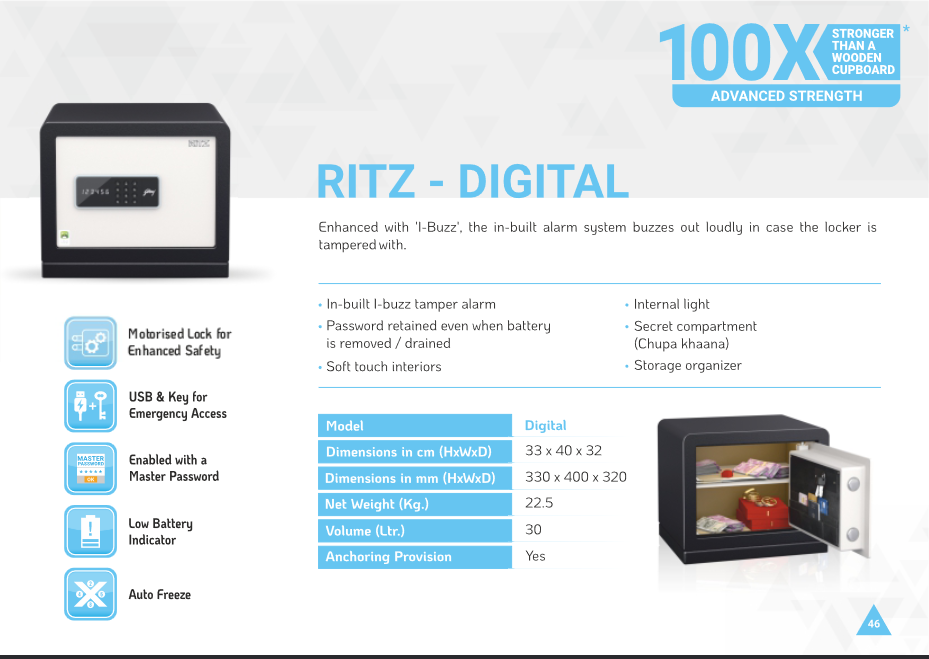 100X
STRONGER
THAN A
WOODEN
CUPBOARD
*
ADVANCED STRENGTH
RITZ
123456
RITZ - DIGITAL
Enhanced with 'I-Buzz', the in-built alarm system buzzes out loudly in case the locker is
tampered with.
• In-built I-buzz tamper alarm
• Password retained even when battery
is removed / drained
• Soft touch interiors
• Internal light
• Secret compartment
(Chupa khaana)
• Storage organizer
Motorised Lock for
Enhanced Safety
USB & Key for
Emergency Access
MASTER
PASSWORD
*****
OK
Enabled with a
Master Password
Low Battery
Indicator
Auto Freeze
Model Digital
Dimensions in cm (HxWxD) 33 x 40 x 32
Dimensions in mm (HxWxD) 330 x 400 x 320
Net Weight (Kg.) 22.5
Volume (Ltr.) 30
Anchoring Provision Yes
46